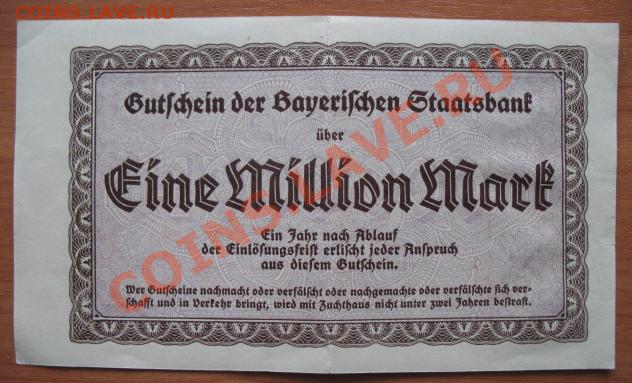 COINS.LAVE.RU
Gutschein der Bayerischen Staatsbank
über
Eine Million Mark
Ein Jahr nach Ablauf
der Einlösungsfrist erlischt jeder Anspruch
aus diesem Gutschein.
Wer Gutscheine nachmacht oder verfälscht oder nachgemachte oder verfälschte sich ver-
schafft und in Verkehr bringt, wird mit Zuchthaus nicht unter zwei Jahren bestraft.
COINS.LAVE.RU